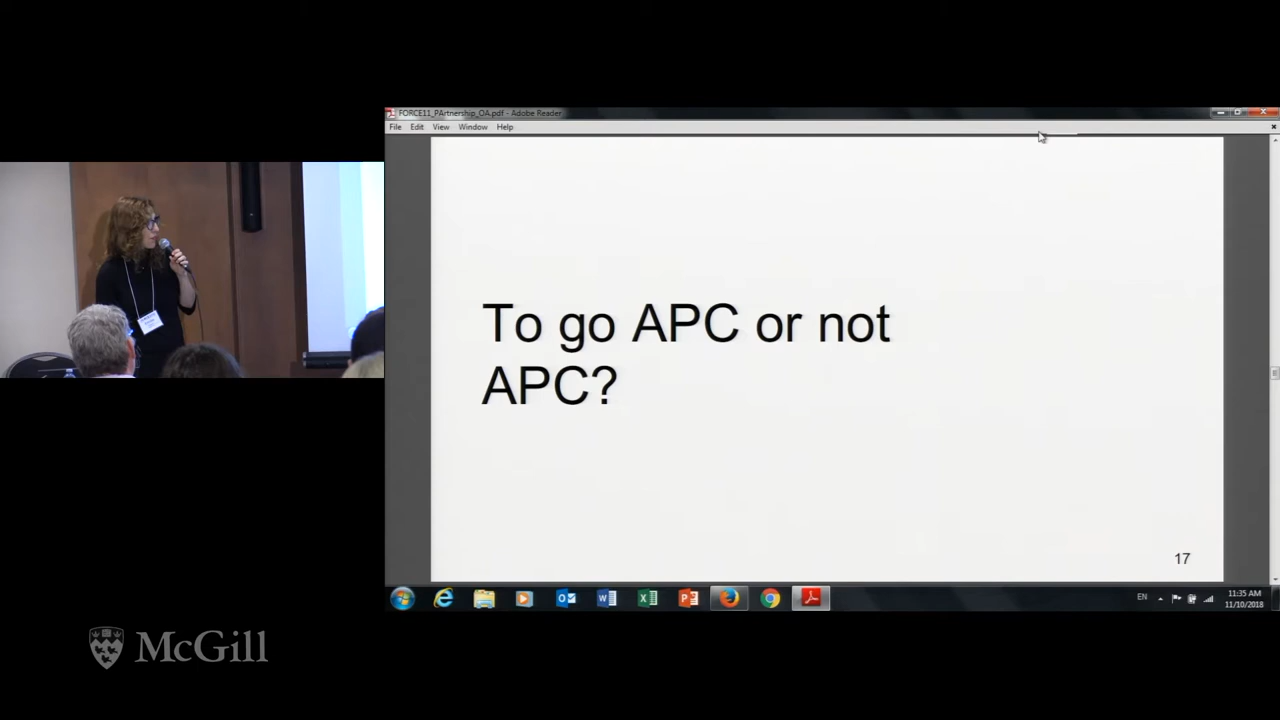 FORCE11_PArtnership_OA.pdf - Adobe Reader
File Edit View Window Help
To go APC or not
APC?
17
EN
11:35 AM
11/10/2018
McGill